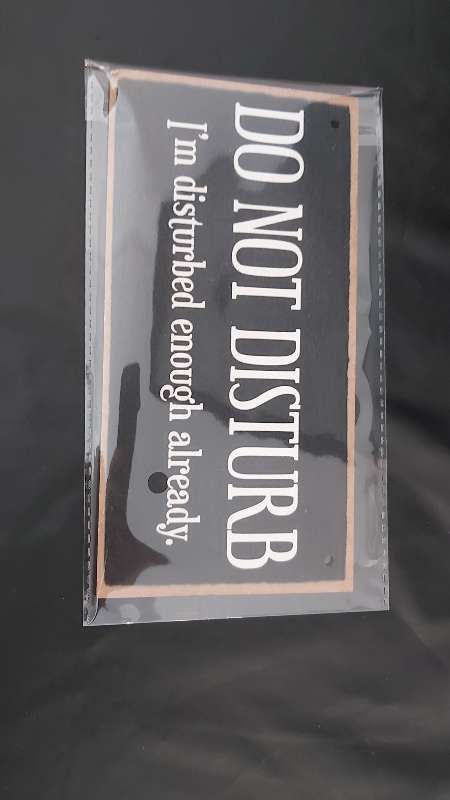 DO NOT DISTURB
I'm disturbed enough already.